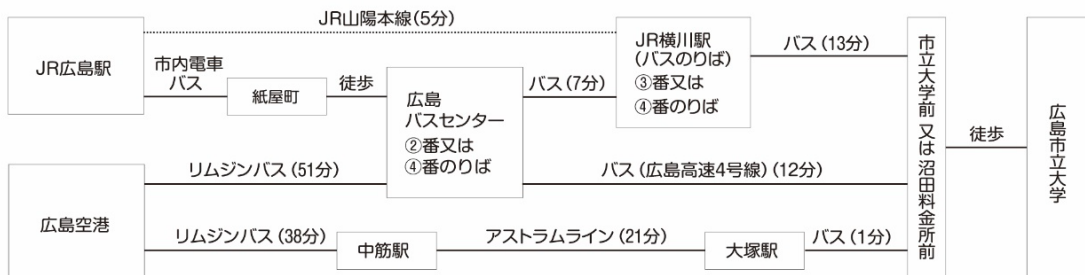 JR広島駅
JR山陽本線(5分)
市内電車
バス
紙屋町
徒歩
広島
バスセンター
②番又は
④番のりば
バス(7分)
JR横川駅
(バスのりば)
③番又は
④番のりば
バス(13分)
広島空港
リムジンバス(51分)
バス(広島高速4号線)(12分)
リムジンバス(38分)
中筋駅
アストラムライン(21分)
大塚駅
バス(1分)
市立大学前 又は 沼田料金所前
徒歩
広島市立大学